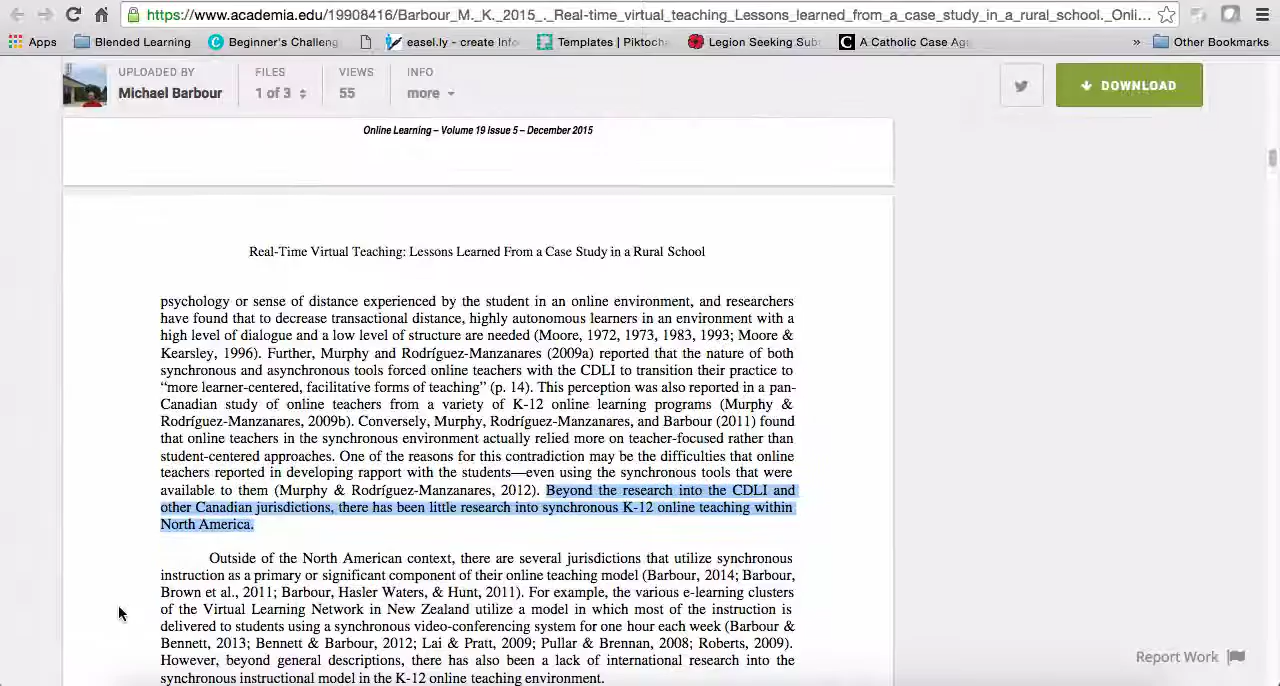 https://www.academia.edu/19908416/Barbour_M._K._2015_._Real-time_virtual_teaching_Lessons_learned_from_a_case_study_in_a_rural_school._Onli...
Apps Blended Learning Beginner's Challeng easel.ly - create Info Templates | Piktocha Legion Seeking Sub A Catholic Case Aga » Other Bookmarks
UPLOADED BY FILES VIEWS INFO
Michael Barbour 1 of 3 55 more DOWNLOAD
Online Learning – Volume 19 Issue 5 – December 2015
Real-Time Virtual Teaching: Lessons Learned From a Case Study in a Rural School
psychology or sense of distance experienced by the student in an online environment, and researchers
have found that to decrease transactional distance, highly autonomous learners in an environment with a
high level of dialogue and a low level of structure are needed (Moore, 1972, 1973, 1983, 1993; Moore &
Kearsley, 1996). Further, Murphy and Rodríguez-Manzanares (2009a) reported that the nature of both
synchronous and asynchronous tools forced online teachers with the CDLI to transition their practice to
“more learner-centered, facilitative forms of teaching” (p. 14). This perception was also reported in a pan-
Canadian study of online teachers from a variety of K-12 online learning programs (Murphy &
Rodríguez-Manzanares, 2009b). Conversely, Murphy, Rodríguez-Manzanares, and Barbour (2011) found
that online teachers in the synchronous environment actually relied more on teacher-focused rather than
student-centered approaches. One of the reasons for this contradiction may be the difficulties that online
teachers reported in developing rapport with the students—even using the synchronous tools that were
available to them (Murphy & Rodríguez-Manzanares, 2012). Beyond the research into the CDLI and
other Canadian jurisdictions, there has been little research into synchronous K-12 online teaching within
North America.
Outside of the North American context, there are several jurisdictions that utilize synchronous
instruction as a primary or significant component of their online teaching model (Barbour, 2014; Barbour,
Brown et al., 2011; Barbour, Hasler Waters, & Hunt, 2011). For example, the various e-learning clusters
of the Virtual Learning Network in New Zealand utilize a model in which most of the instruction is
delivered to students using a synchronous video-conferencing system for one hour each week (Barbour &
Bennett, 2013; Bennett & Barbour, 2012; Lai & Pratt, 2009; Pullar & Brennan, 2008; Roberts, 2009).
However, beyond general descriptions, there has also been a lack of international research into the
synchronous instructional model in the K-12 online teaching environment.
Report Work